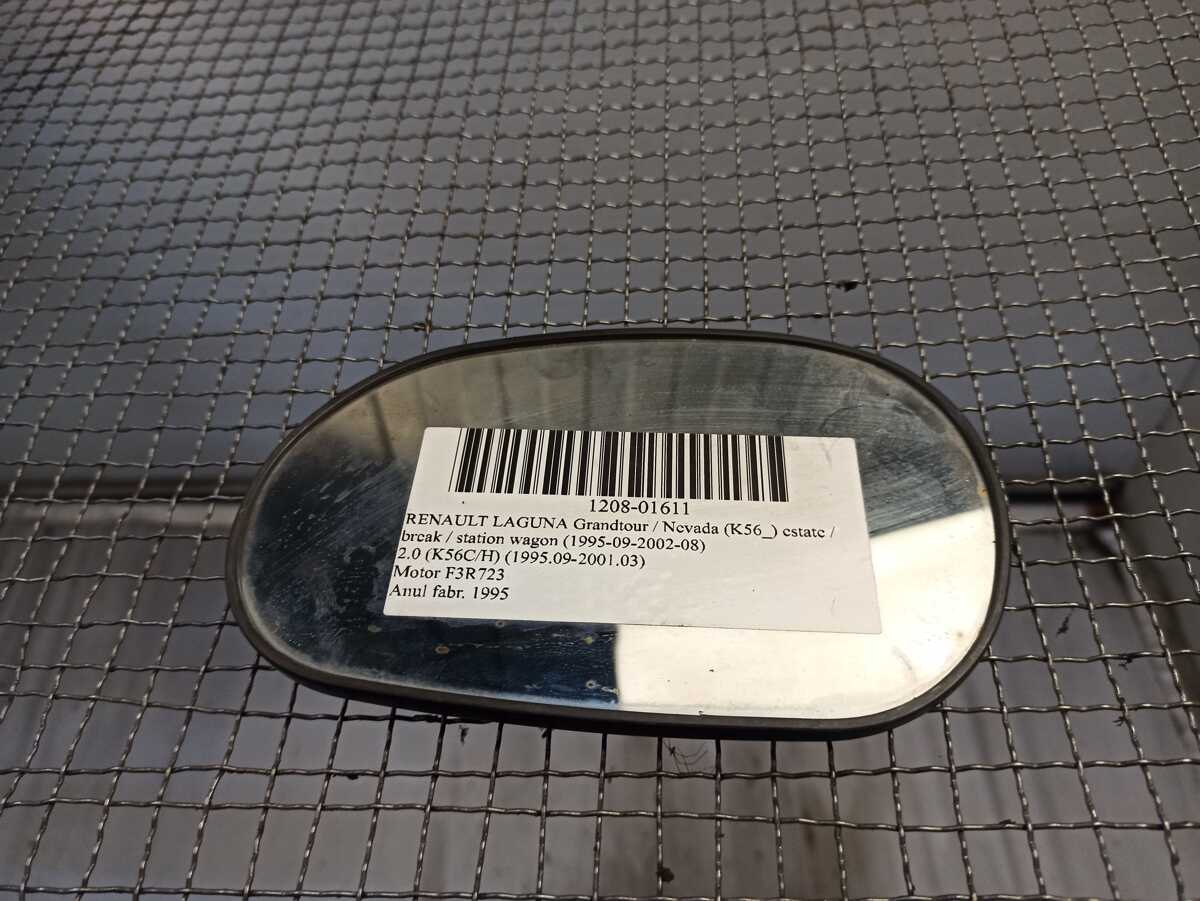 1208-01611
RENAULT LAGUNA Grandtour / Nevada (K56_) estate /
break / station wagon (1995-09-2002-08)
2.0 (K56C/H) (1995.09-2001.03)
Motor F3R723
Anul fabr. 1995